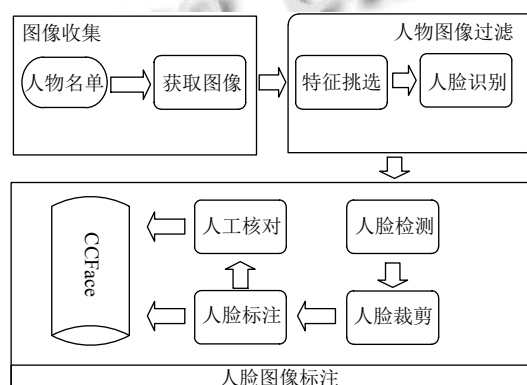 图像收集
人物名单
获取图像
人物图像过滤
特征挑选
人脸识别
CCFace
人工核对
人脸检测
人脸标注
人脸裁剪
人脸图像标注